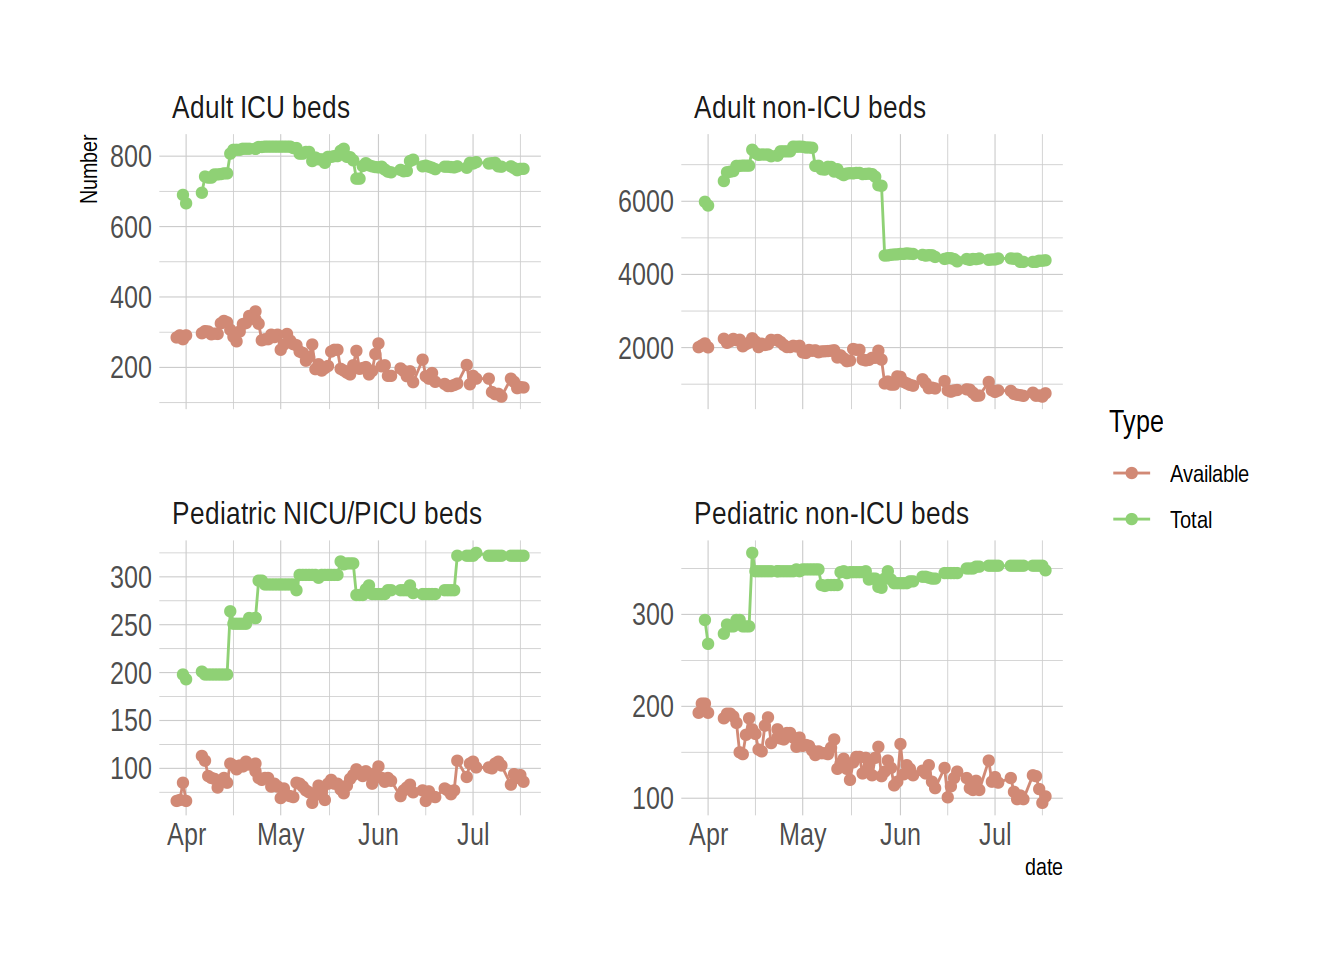 Adult ICU beds
Adult non-ICU beds
Number
800
600
400
200
6000
4000
2000
Type
Available
Total
Pediatric NICU/PICU beds
Pediatric non-ICU beds
300
250
200
150
100
300
200
100
Apr May Jun Jul
Apr May Jun Jul
date